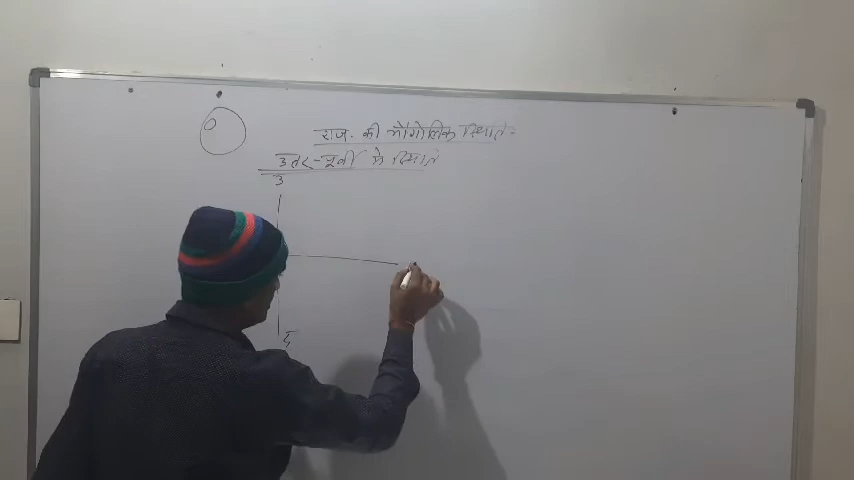 राज. की भौगोलिक स्थिति-
उत्तर-पूर्वी मे स्थिति
उ
द